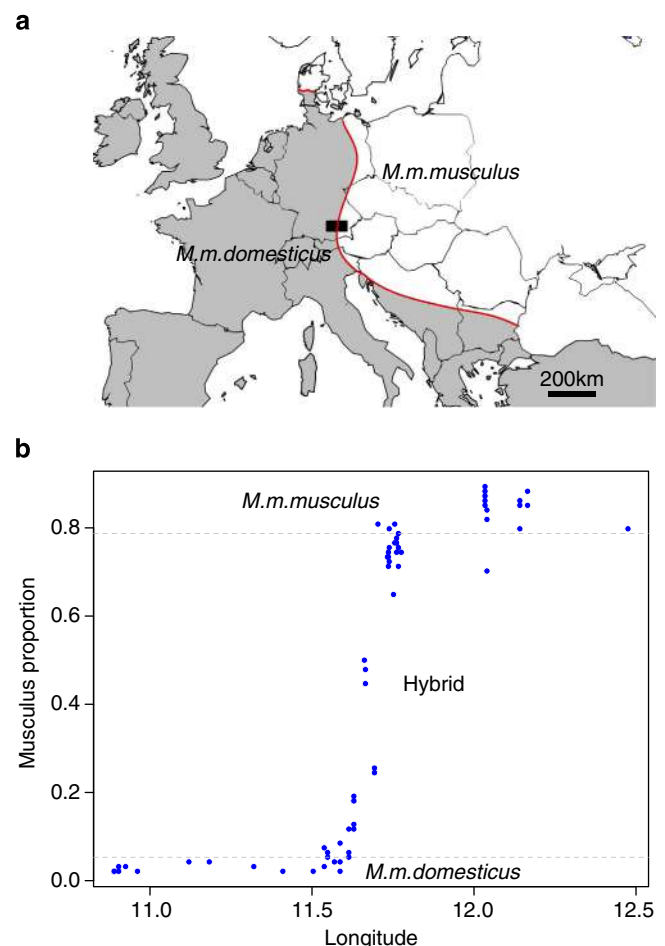 a
M.m.musculus
M.m.domesticus
200km
b
M.m.musculus
0.8
0.6
Hybrid
0.4
0.2
0.0
M.m.domesticus
Musculus proportion
11.0 11.5 12.0 12.5
Longitude